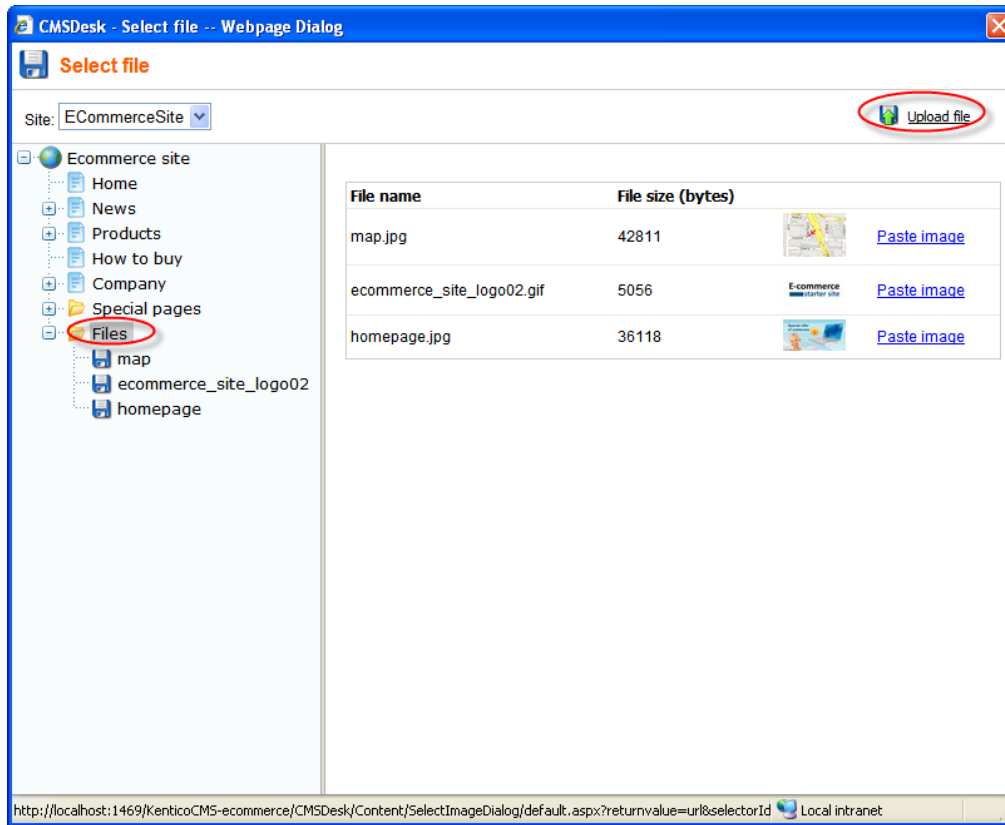 CMSDesk - Select file -- Webpage Dialog
Select file
Site: ECommerceSite
Upload file
Ecommerce site
Home
News
Products
How to buy
Company
Special pages
Files
map
ecommerce_site_logo02
homepage
File name File size (bytes)
map.jpg 42811 Paste image
ecommerce_site_logo02.gif 5056 E-commerce starter site Paste image
homepage.jpg 36118 Paste image
http://localhost:1469/KenticoCMS-ecommerce/CMSDesk/Content/SelectImageDialog/default.aspx?returnvalue=url&selectorId Local intranet